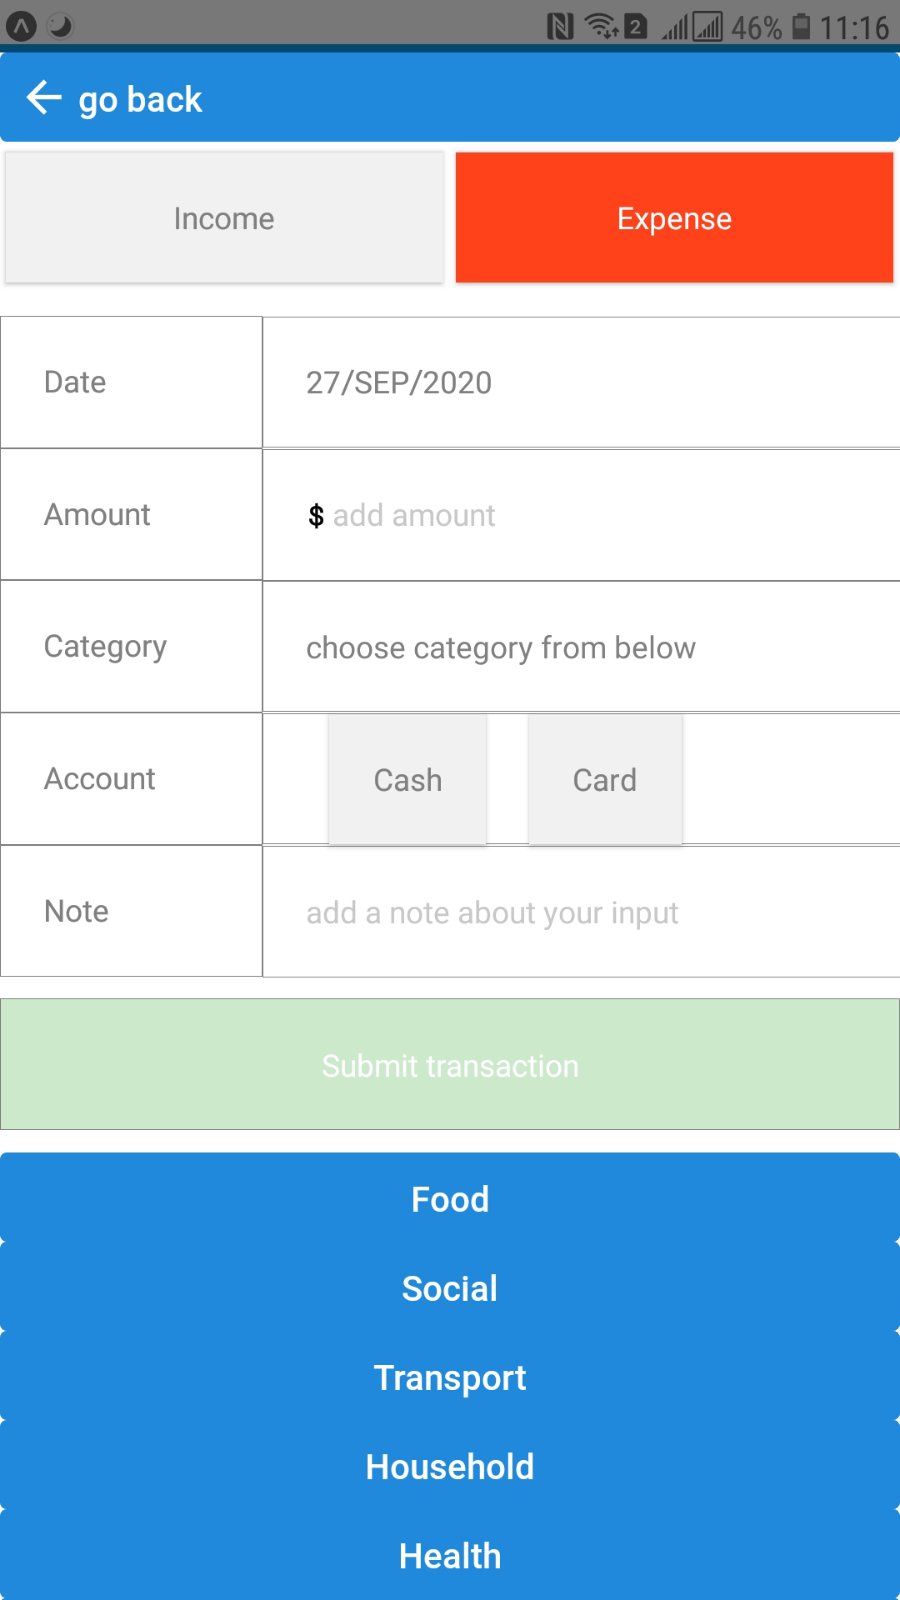 2 46% 11:16
go back
Income Expense
Date 27/SEP/2020
Amount $ add amount
Category choose category from below
Account Cash Card
Note add a note about your input
Submit transaction
Food
Social
Transport
Household
Health